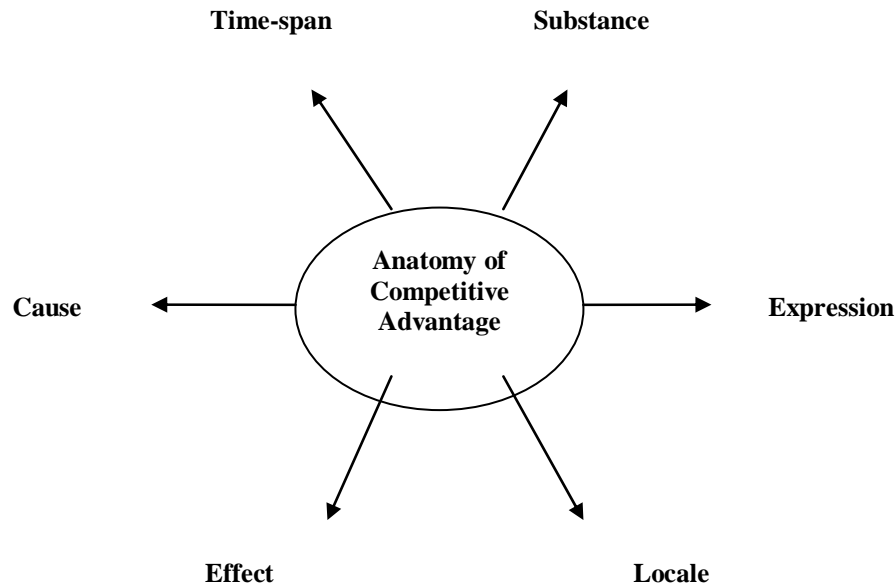 Time-span
Substance
Anatomy of
Competitive
Advantage
Cause
Expression
Effect
Locale